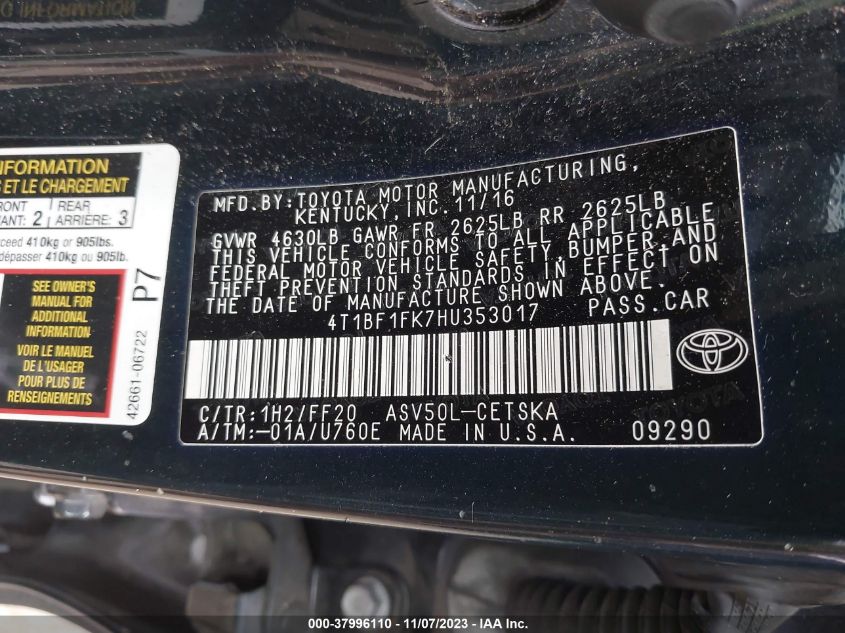 INFORMATION
S ET LE CHARGEMENT
FRONT
REAR
2
ARRIÈRE: 3
exceed 410kg or 905lbs.
dépasser 410kg ou 905lb.
SEE OWNER'S
MANUAL FOR
ADDITIONAL
INFORMATION
VOIR LE MANUEL
DE L'USAGER
POUR PLUS DE
RENSEIGNEMENTS
P7
42661-06722
MFD. BY: TOYOTA MOTOR MANUFACTURING,
KENTUCKY, INC. 11/16
GVWR 4630LB GAWR FR 2625LB RR 2625LB
THIS VEHICLE CONFORMS TO ALL APPLICABLE
FEDERAL MOTOR VEHICLE SAFETY, BUMPER, AND
THEFT PREVENTION STANDARDS IN EFFECT ON
THE DATE OF MANUFACTURE SHOWN ABOVE.
4T1BF1FK7HU353017 PASS.CAR
C/TR:1H2/FF20 ASV50L-CETSKA
A/TM:-01A/U760E MADE IN U.S.A. 09290
000-37996110 - 11/07/2023 - © IAA Inc.